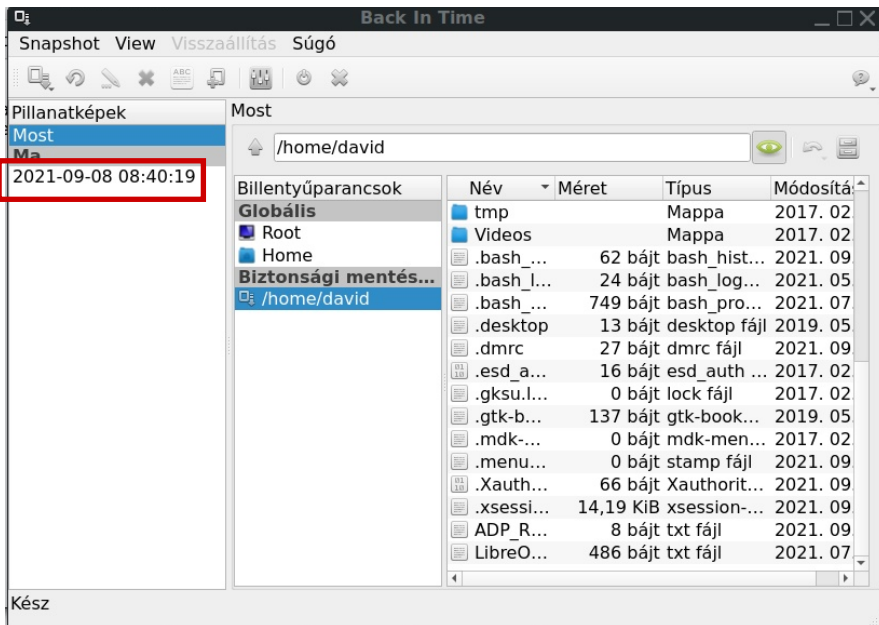 Back In Time
Snapshot View Visszaállítás Súgó
ABC
Pillanatképek
Most
Ma
2021-09-08 08:40:19
Most
/home/david
Billentyűparancsok
Globális
Root
Home
Biztonsági mentés...
/home/david
Név Méret Típus Módosítá
tmp Mappa 2017. 02
Videos Mappa 2017. 02
.bash_... 62 bájt bash_hist... 2021. 09
.bash_l... 24 bájt bash_log... 2021. 05
.bash_... 749 bájt bash_pro... 2021. 07
.desktop 13 bájt desktop fájl 2019. 05
.dmrc 27 bájt dmrc fájl 2021. 09
.esd_a... 16 bájt esd_auth ... 2017. 02
.gksu.l... 0 bájt lock fájl 2017. 02
.gtk-b... 137 bájt gtk-book... 2019. 05
.mdk-... 0 bájt mdk-men... 2017. 02
.menu... 0 bájt stamp fájl 2021. 09
.Xauth... 66 bájt Xauthorit... 2021. 09
.xsessi... 14,19 KiB xsession-... 2021. 09
ADP_R... 8 bájt txt fájl 2021. 09
LibreO... 486 bájt txt fájl 2021. 07
Kész